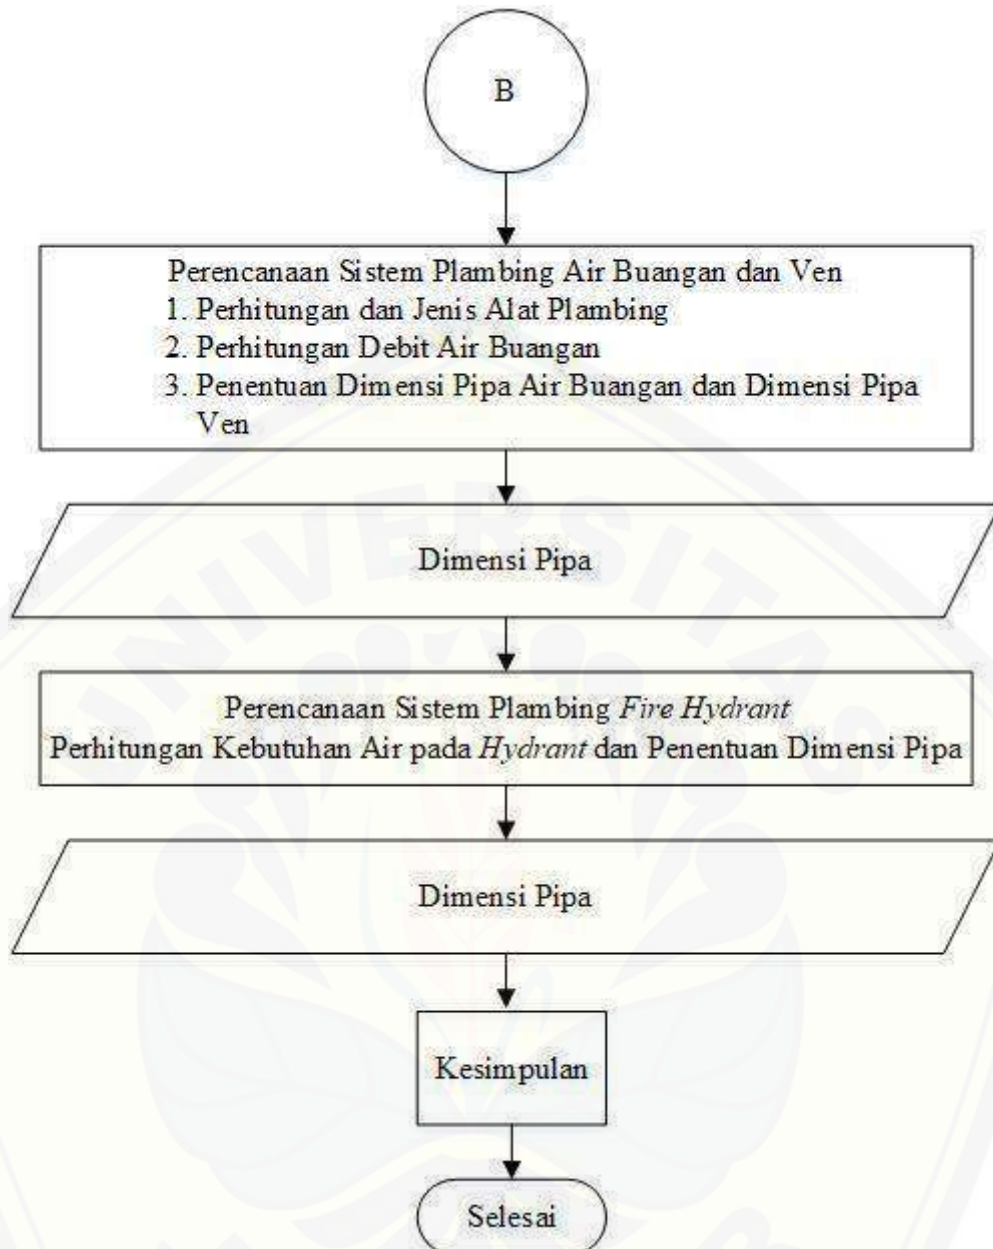 B
Perencanaan Sistem Plambing Air Buangan dan Ven
1. Perhitungan dan Jenis Alat Plambing
2. Perhitungan Debit Air Buangan
3. Penentuan Dimensi Pipa Air Buangan dan Dimensi Pipa
Ven
UNIVERSITAS
Dimensi Pipa
Perencanaan Sistem Plambing Fire Hydrant
Perhitungan Kebutuhan Air pada Hydrant dan Penentuan Dimensi Pipa
Dimensi Pipa
Kesimpulan
Selesai